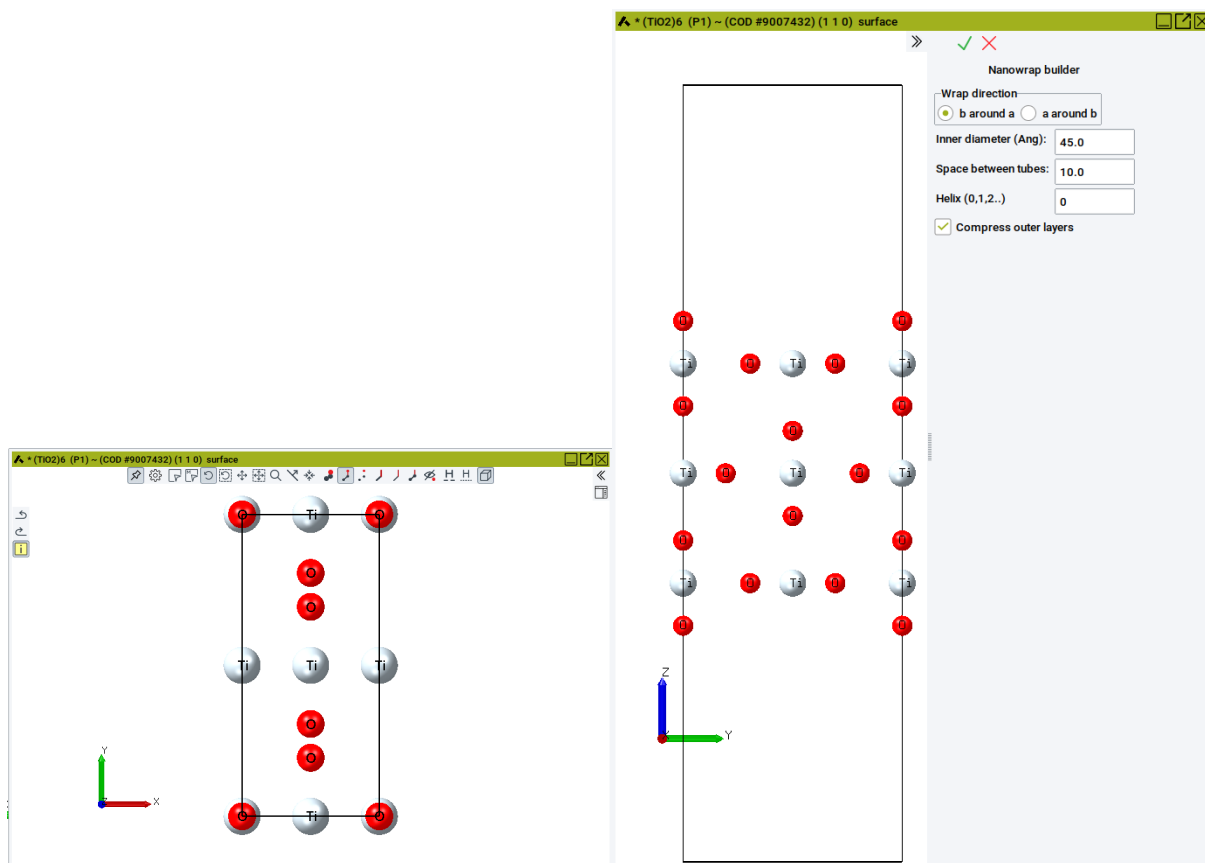 * (TiO2)6 (P1) ~ (COD #9007432) (1 1 0) surface
H H
i
O Ti O
O
O
Ti Ti Ti
O
O
O Ti O
Y
Z X
* (TiO2)6 (P1) ~ (COD #9007432) (1 1 0) surface
Nanowrap builder
Wrap direction
b around a a around b
Inner diameter (Ang): 45.0
Space between tubes: 10.0
Helix (0,1,2..) 0
Compress outer layers
O O
Ti O Ti O Ti
O O
O
Ti O Ti O Ti
O
O O
Ti O Ti O Ti
O O
Z
X Y